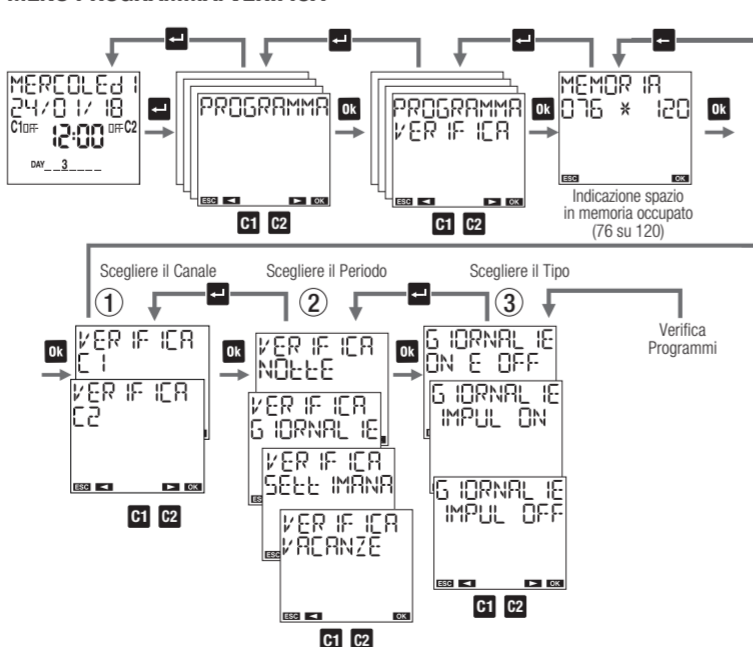 MERCOLEdI
24/01/18
C1OFF 12:00 OFFC2
DAY _ _ 3 _ _ _ _
PROGRAMMA
ESC ◄ ► OK
C1 C2
Ok
PROGRAMMA
VERIFICA
ESC ◄ ► OK
C1 C2
Ok
MEMORIA
076 * 120
ESC OK
Indicazione spazio
in memoria occupato
(76 su 120)
Ok
Scegliere il Canale
1
Ok
VERIFICA
C1
VERIFICA
C2
ESC ◄ ► OK
C1 C2
Scegliere il Periodo
2
Ok
VERIFICA
NOttE
VERIFICA
GIORNALIE
VERIFICA
SEttIMANA
VERIFICA
VACANZE
ESC ◄ OK
C1 C2
Scegliere il Tipo
3
Ok
GIORNALIE
ON E OFF
GIORNALIE
IMPUL ON
GIORNALIE
IMPUL OFF
ESC ◄ ► OK
C1 C2
Verifica
Programmi